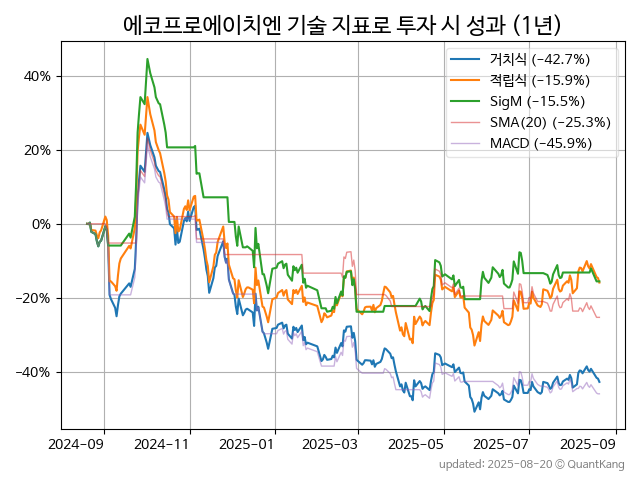 에코프로에이치엔 기술 지표로 투자 시 성과 (1년)
거치식 (−42.7%)
적립식 (−15.9%)
SigM (−15.5%)
SMA(20) (−25.3%)
MACD (−45.9%)
40%
20%
0%
−20%
−40%
2024-09 2024-11 2025-01 2025-03 2025-05 2025-07 2025-09
updated: 2025-08-20 © QuantKang